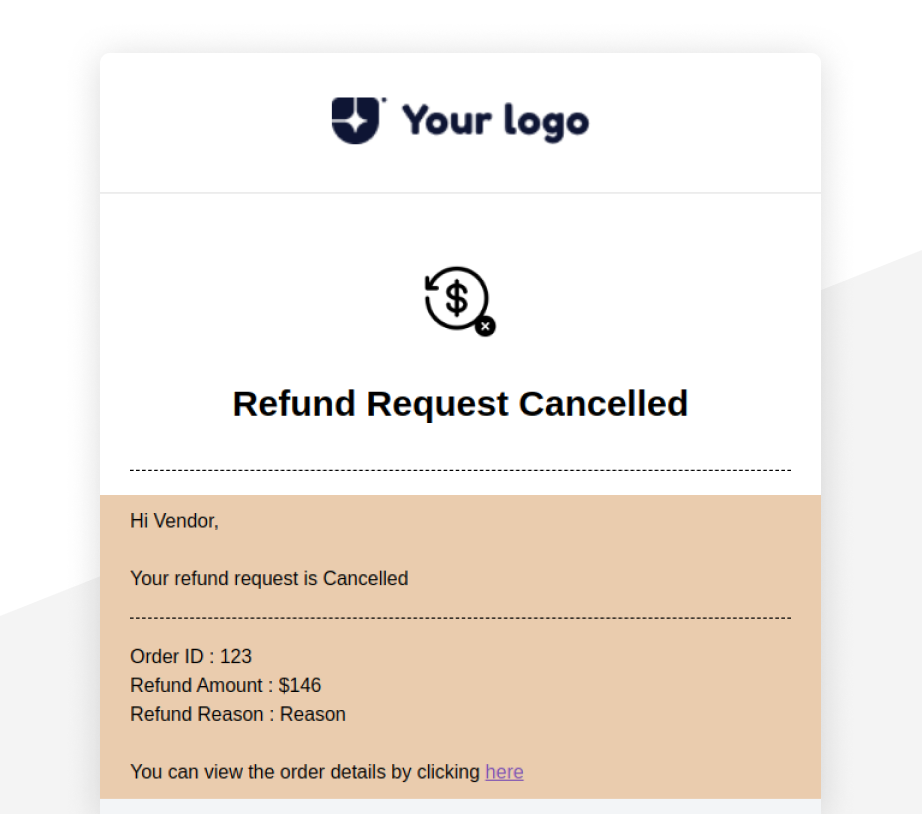 Your logo
$
Refund Request Cancelled
Hi Vendor,
Your refund request is Cancelled
Order ID : 123
Refund Amount : $146
Refund Reason : Reason
You can view the order details by clicking here